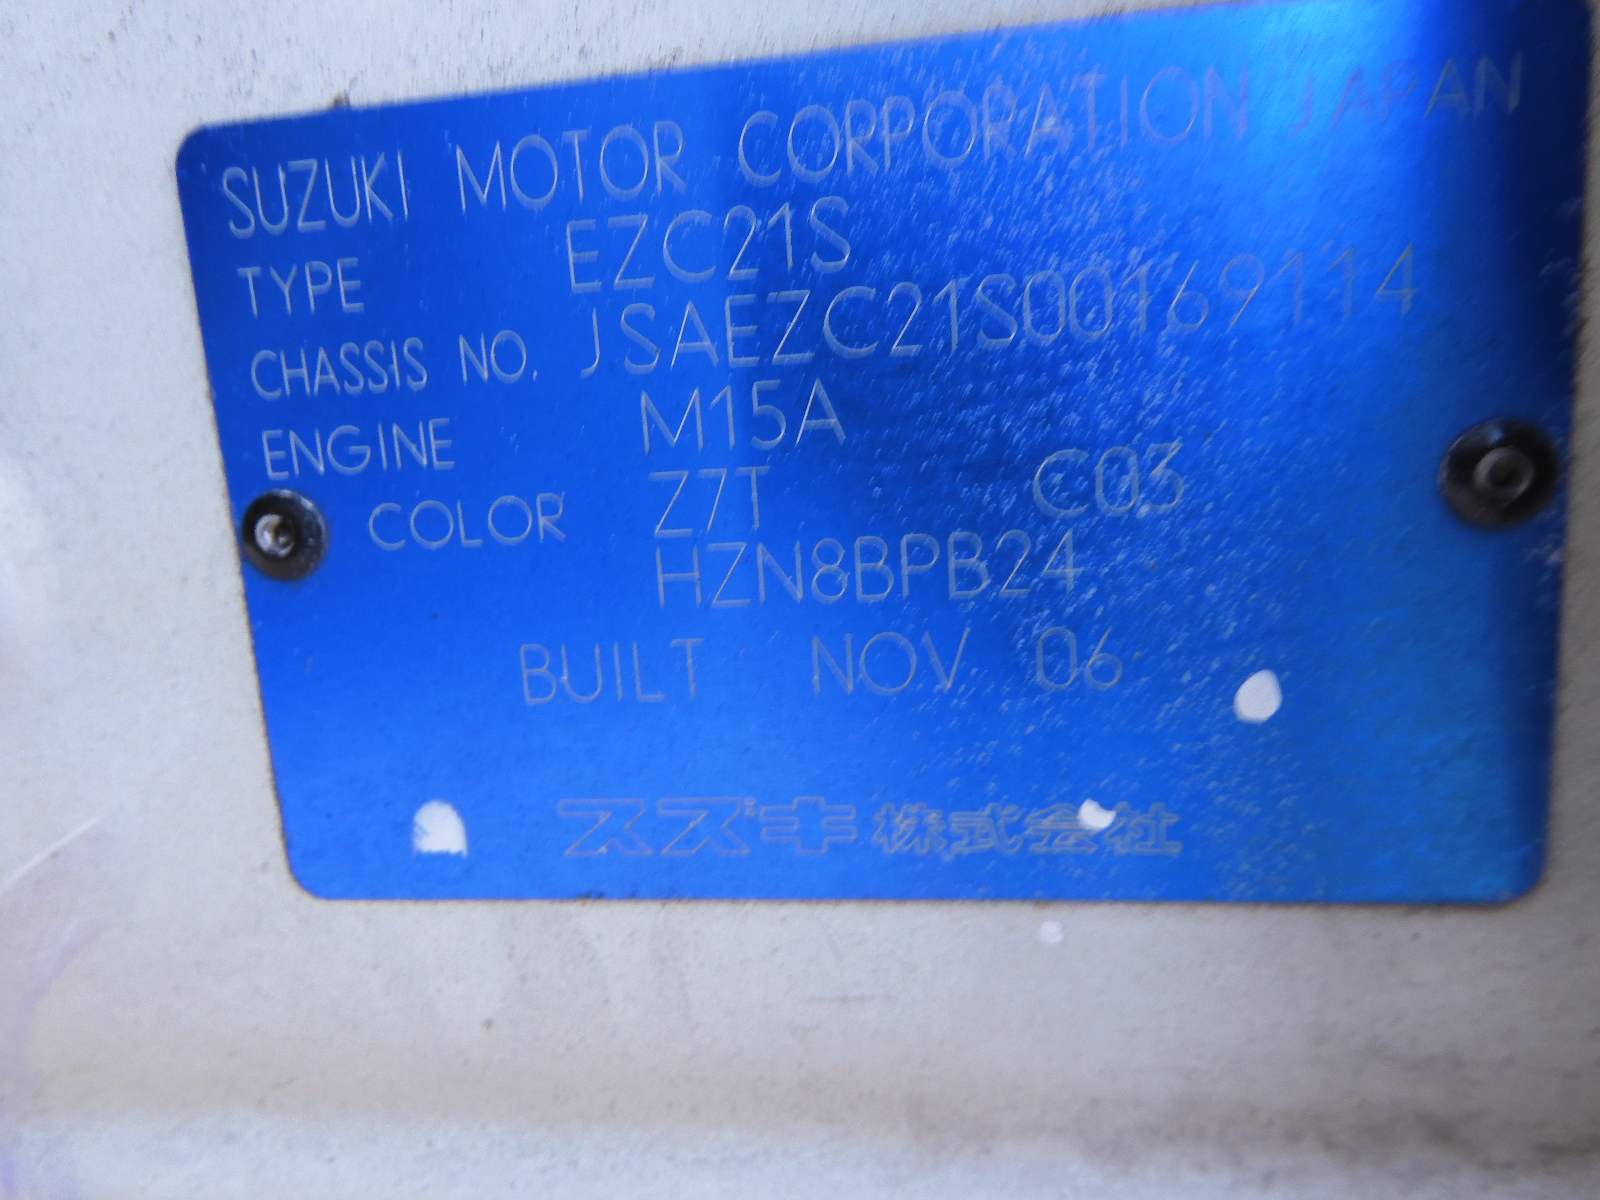 SUZUKI MOTOR CORPORATION JAPAN
TYPE EZC21S
CHASSIS NO. JSAEZC21S00169114
ENGINE M15A
COLOR Z7T C03
HZN8BPB24
BUILT NOV 06
スズキ株式会社